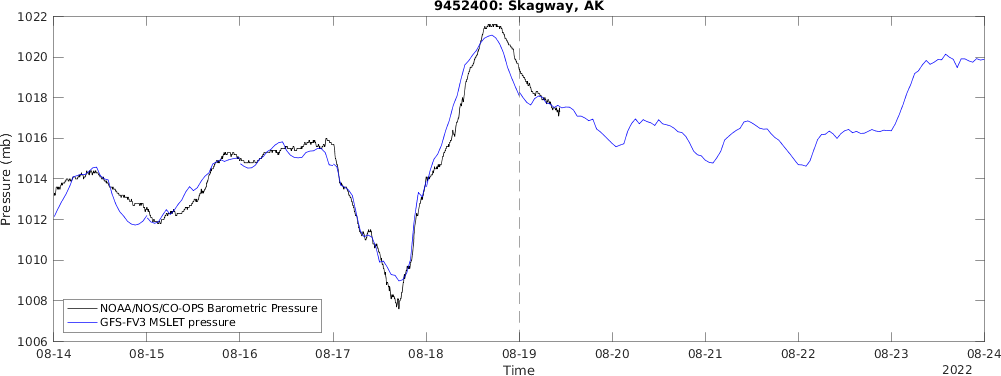 9452400: Skagway, AK
Pressure (mb)
1022
1020
1018
1016
1014
1012
1010
1008
1006
NOAA/NOS/CO-OPS Barometric Pressure
GFS-FV3 MSLET pressure
08-14 08-15 08-16 08-17 08-18 08-19 08-20 08-21 08-22 08-23 08-24
Time
2022